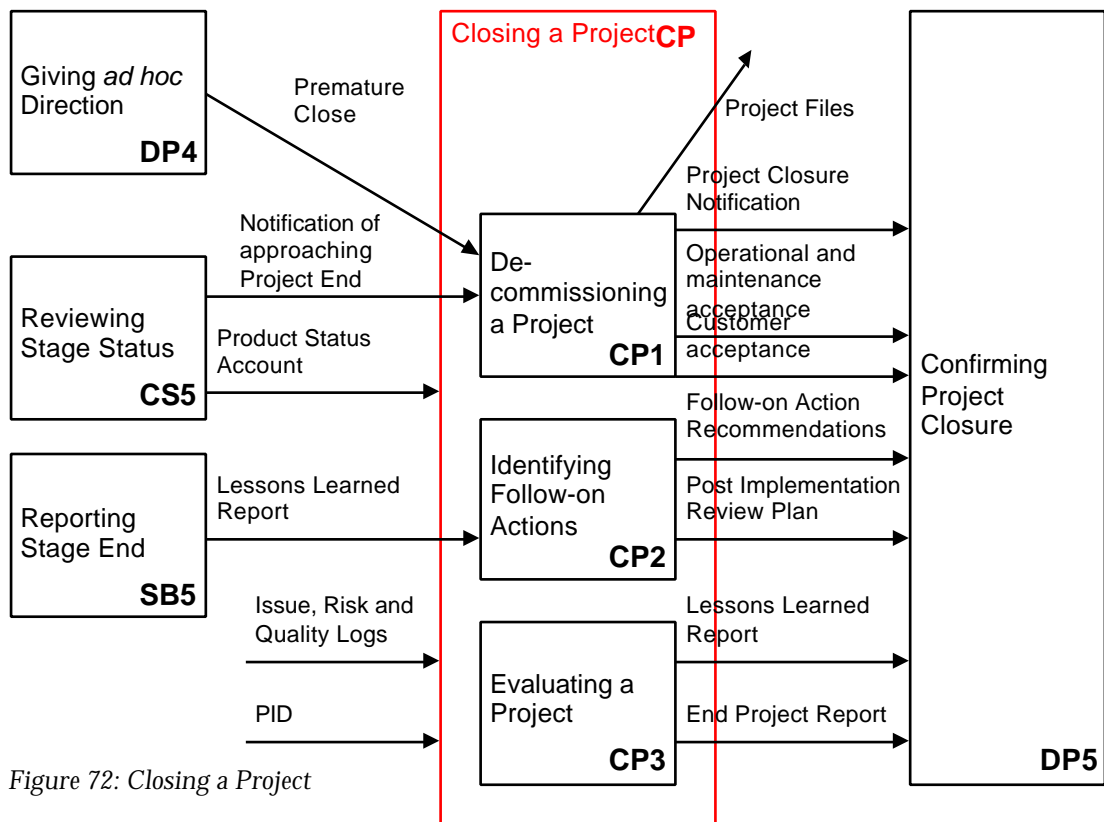 Closing a Project CP
Giving ad hoc
Direction
DP4
Premature
Close
Project Files
Project Closure
Notification
Notification of
approaching
Project End
De-
commissioning
a Project
CP1
Operational and
maintenance
acceptance
Customer
acceptance
Reviewing
Stage Status
CS5
Product Status
Account
Confirming
Project
Closure
DP5
Follow-on Action
Recommendations
Reporting
Stage End
SB5
Lessons Learned
Report
Identifying
Follow-on
Actions
CP2
Post Implementation
Review Plan
Issue, Risk and
Quality Logs
Lessons Learned
Report
Evaluating a
Project
CP3
PID
End Project Report
Figure 72: Closing a Project